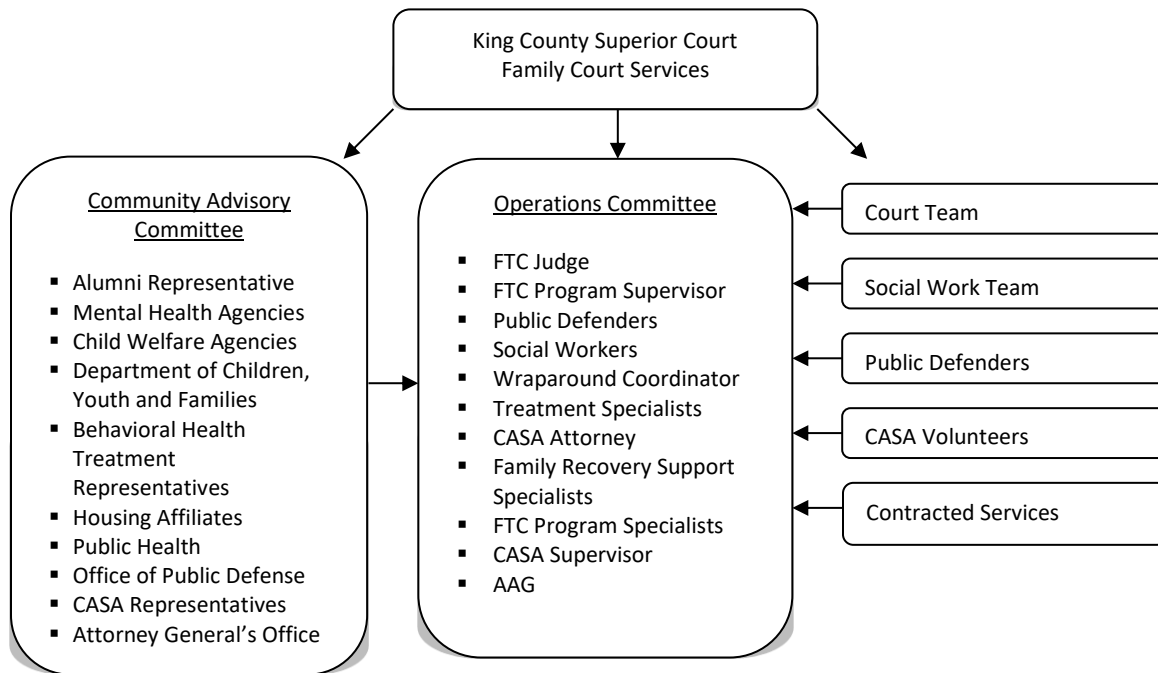 King County Superior Court
Family Court Services
Community Advisory
Committee
▪ Alumni Representative
▪ Mental Health Agencies
▪ Child Welfare Agencies
▪ Department of Children,
Youth and Families
▪ Behavioral Health
Treatment
Representatives
▪ Housing Affiliates
▪ Public Health
▪ Office of Public Defense
▪ CASA Representatives
▪ Attorney General’s Office
Operations Committee
▪ FTC Judge
▪ FTC Program Supervisor
▪ Public Defenders
▪ Social Workers
▪ Wraparound Coordinator
▪ Treatment Specialists
▪ CASA Attorney
▪ Family Recovery Support
Specialists
▪ FTC Program Specialists
▪ CASA Supervisor
▪ AAG
Court Team
Social Work Team
Public Defenders
CASA Volunteers
Contracted Services